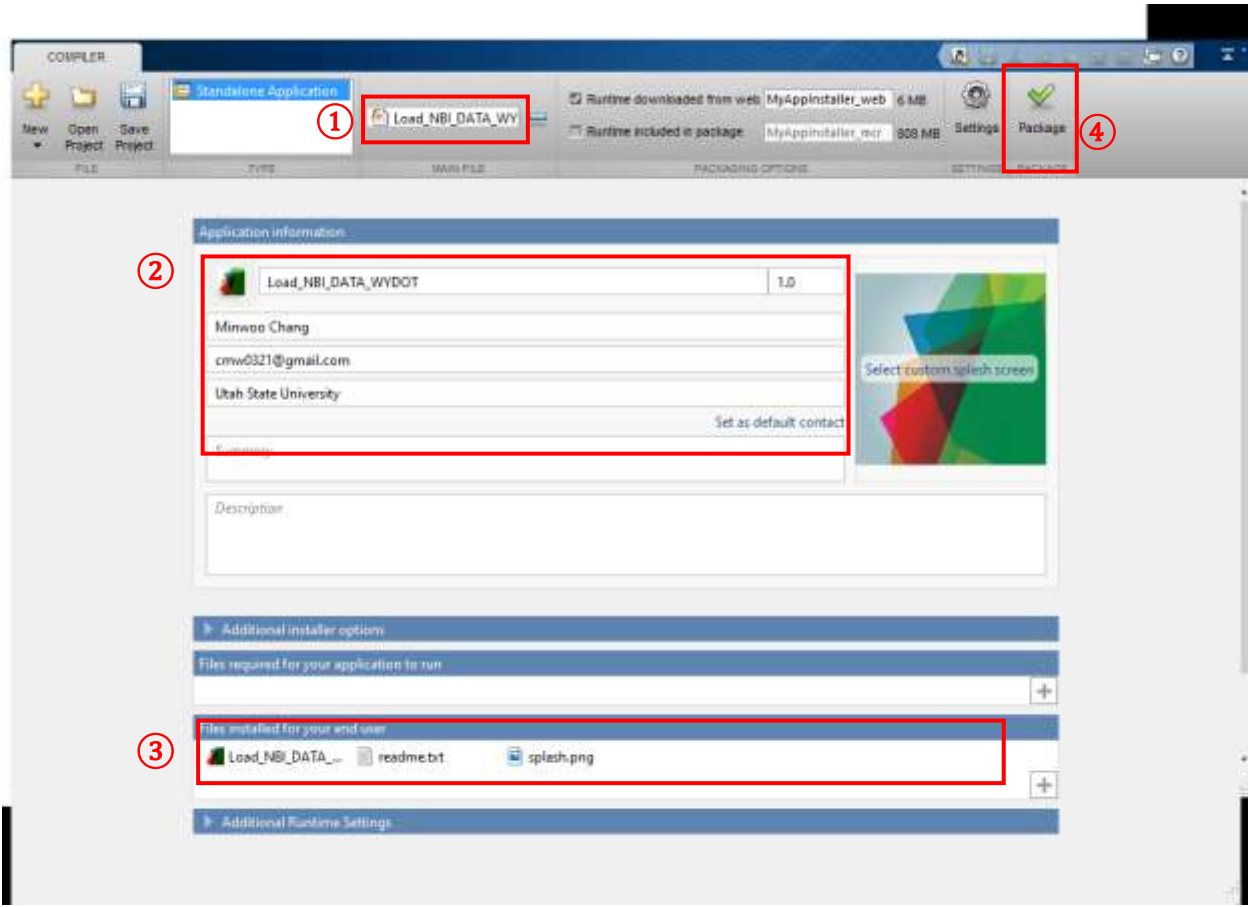 COMPILER
New
Open Project
Save Project
FILE
Standalone Application
TYPE
①
Load_NBI_DATA_WY
MAIN FILE
Runtime downloaded from web MyAppInstaller_web 6 MB
Runtime included in package MyAppInstaller_mcr 808 MB
PACKAGING OPTIONS
Settings
SETTINGS
Package
PACKAGE
④
Application information
②
Load_NBI_DATA_WYDOT 1.0
Minwoo Chang
cmw0321@gmail.com
Utah State University
Set as default contact
Summary
Select custom splash screen
Description
Additional installer options
Files required for your application to run
Files installed for your end user
③
Load_NBI_DATA_... readme.txt splash.png
Additional Runtime Settings